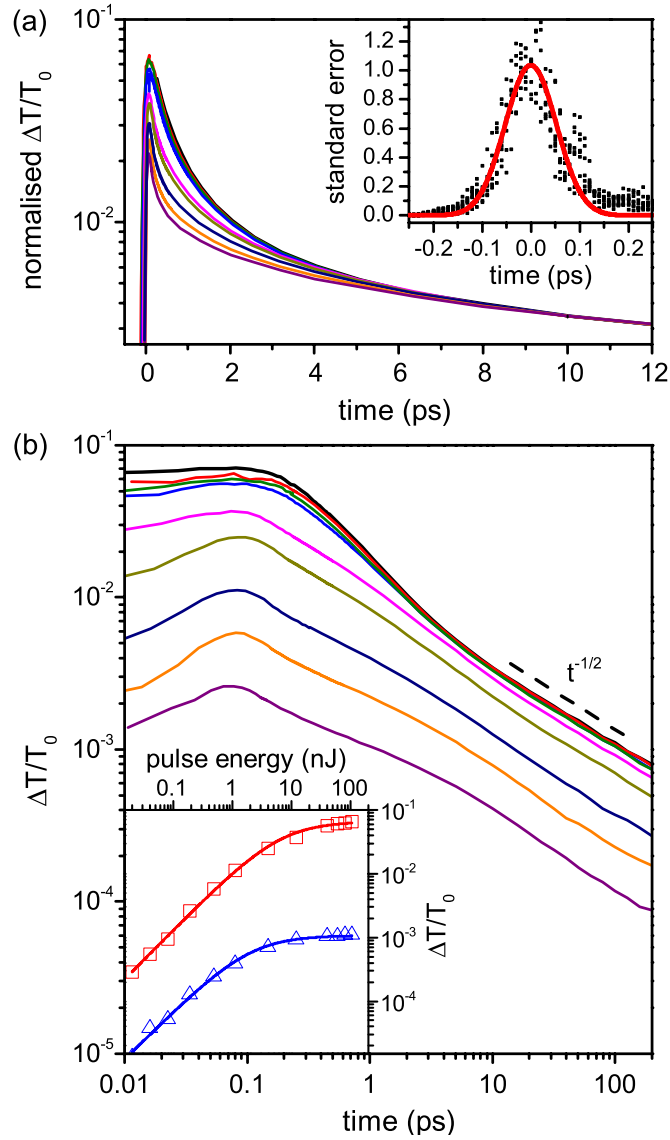 (a)
10⁻¹
10⁻²
normalised ΔT/T₀
0 2 4 6 8 10 12
time (ps)
1.2
1.0
0.8
0.6
0.4
0.2
0.0
standard error
-0.2 -0.1 0.0 0.1 0.2
time (ps)
(b)
10⁻¹
10⁻²
10⁻³
10⁻⁴
10⁻⁵
ΔT/T₀
t⁻¹/²
pulse energy (nJ)
0.1 1 10 100
10⁻¹
10⁻²
10⁻³
10⁻⁴
ΔT/T₀
0.01 0.1 1 10 100
time (ps)